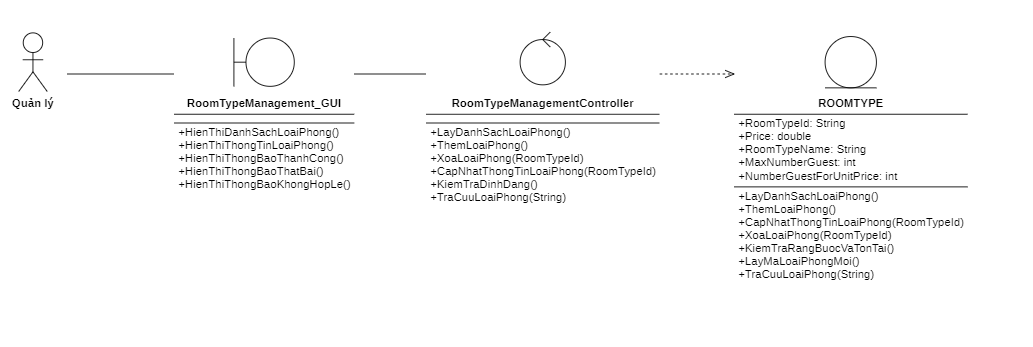 Quản lý
RoomTypeManagement_GUI
+HienThiDanhSachLoaiPhong()
+HienThiThongTinLoaiPhong()
+HienThiThongBaoThanhCong()
+HienThiThongBaoThatBai()
+HienThiThongBaoKhongHopLe()
RoomTypeManagementController
+LayDanhSachLoaiPhong()
+ThemLoaiPhong()
+XoaLoaiPhong(RoomTypeId)
+CapNhatThongTinLoaiPhong(RoomTypeId)
+KiemTraDinhDang()
+TraCuuLoaiPhong(String)
ROOMTYPE
+RoomTypeId: String
+Price: double
+RoomTypeName: String
+MaxNumberGuest: int
+NumberGuestForUnitPrice: int
+LayDanhSachLoaiPhong()
+ThemLoaiPhong()
+CapNhatThongTinLoaiPhong(RoomTypeId)
+XoaLoaiPhong(RoomTypeId)
+KiemTraRangBuocVaTonTai()
+LayMaLoaiPhongMoi()
+TraCuuLoaiPhong(String)